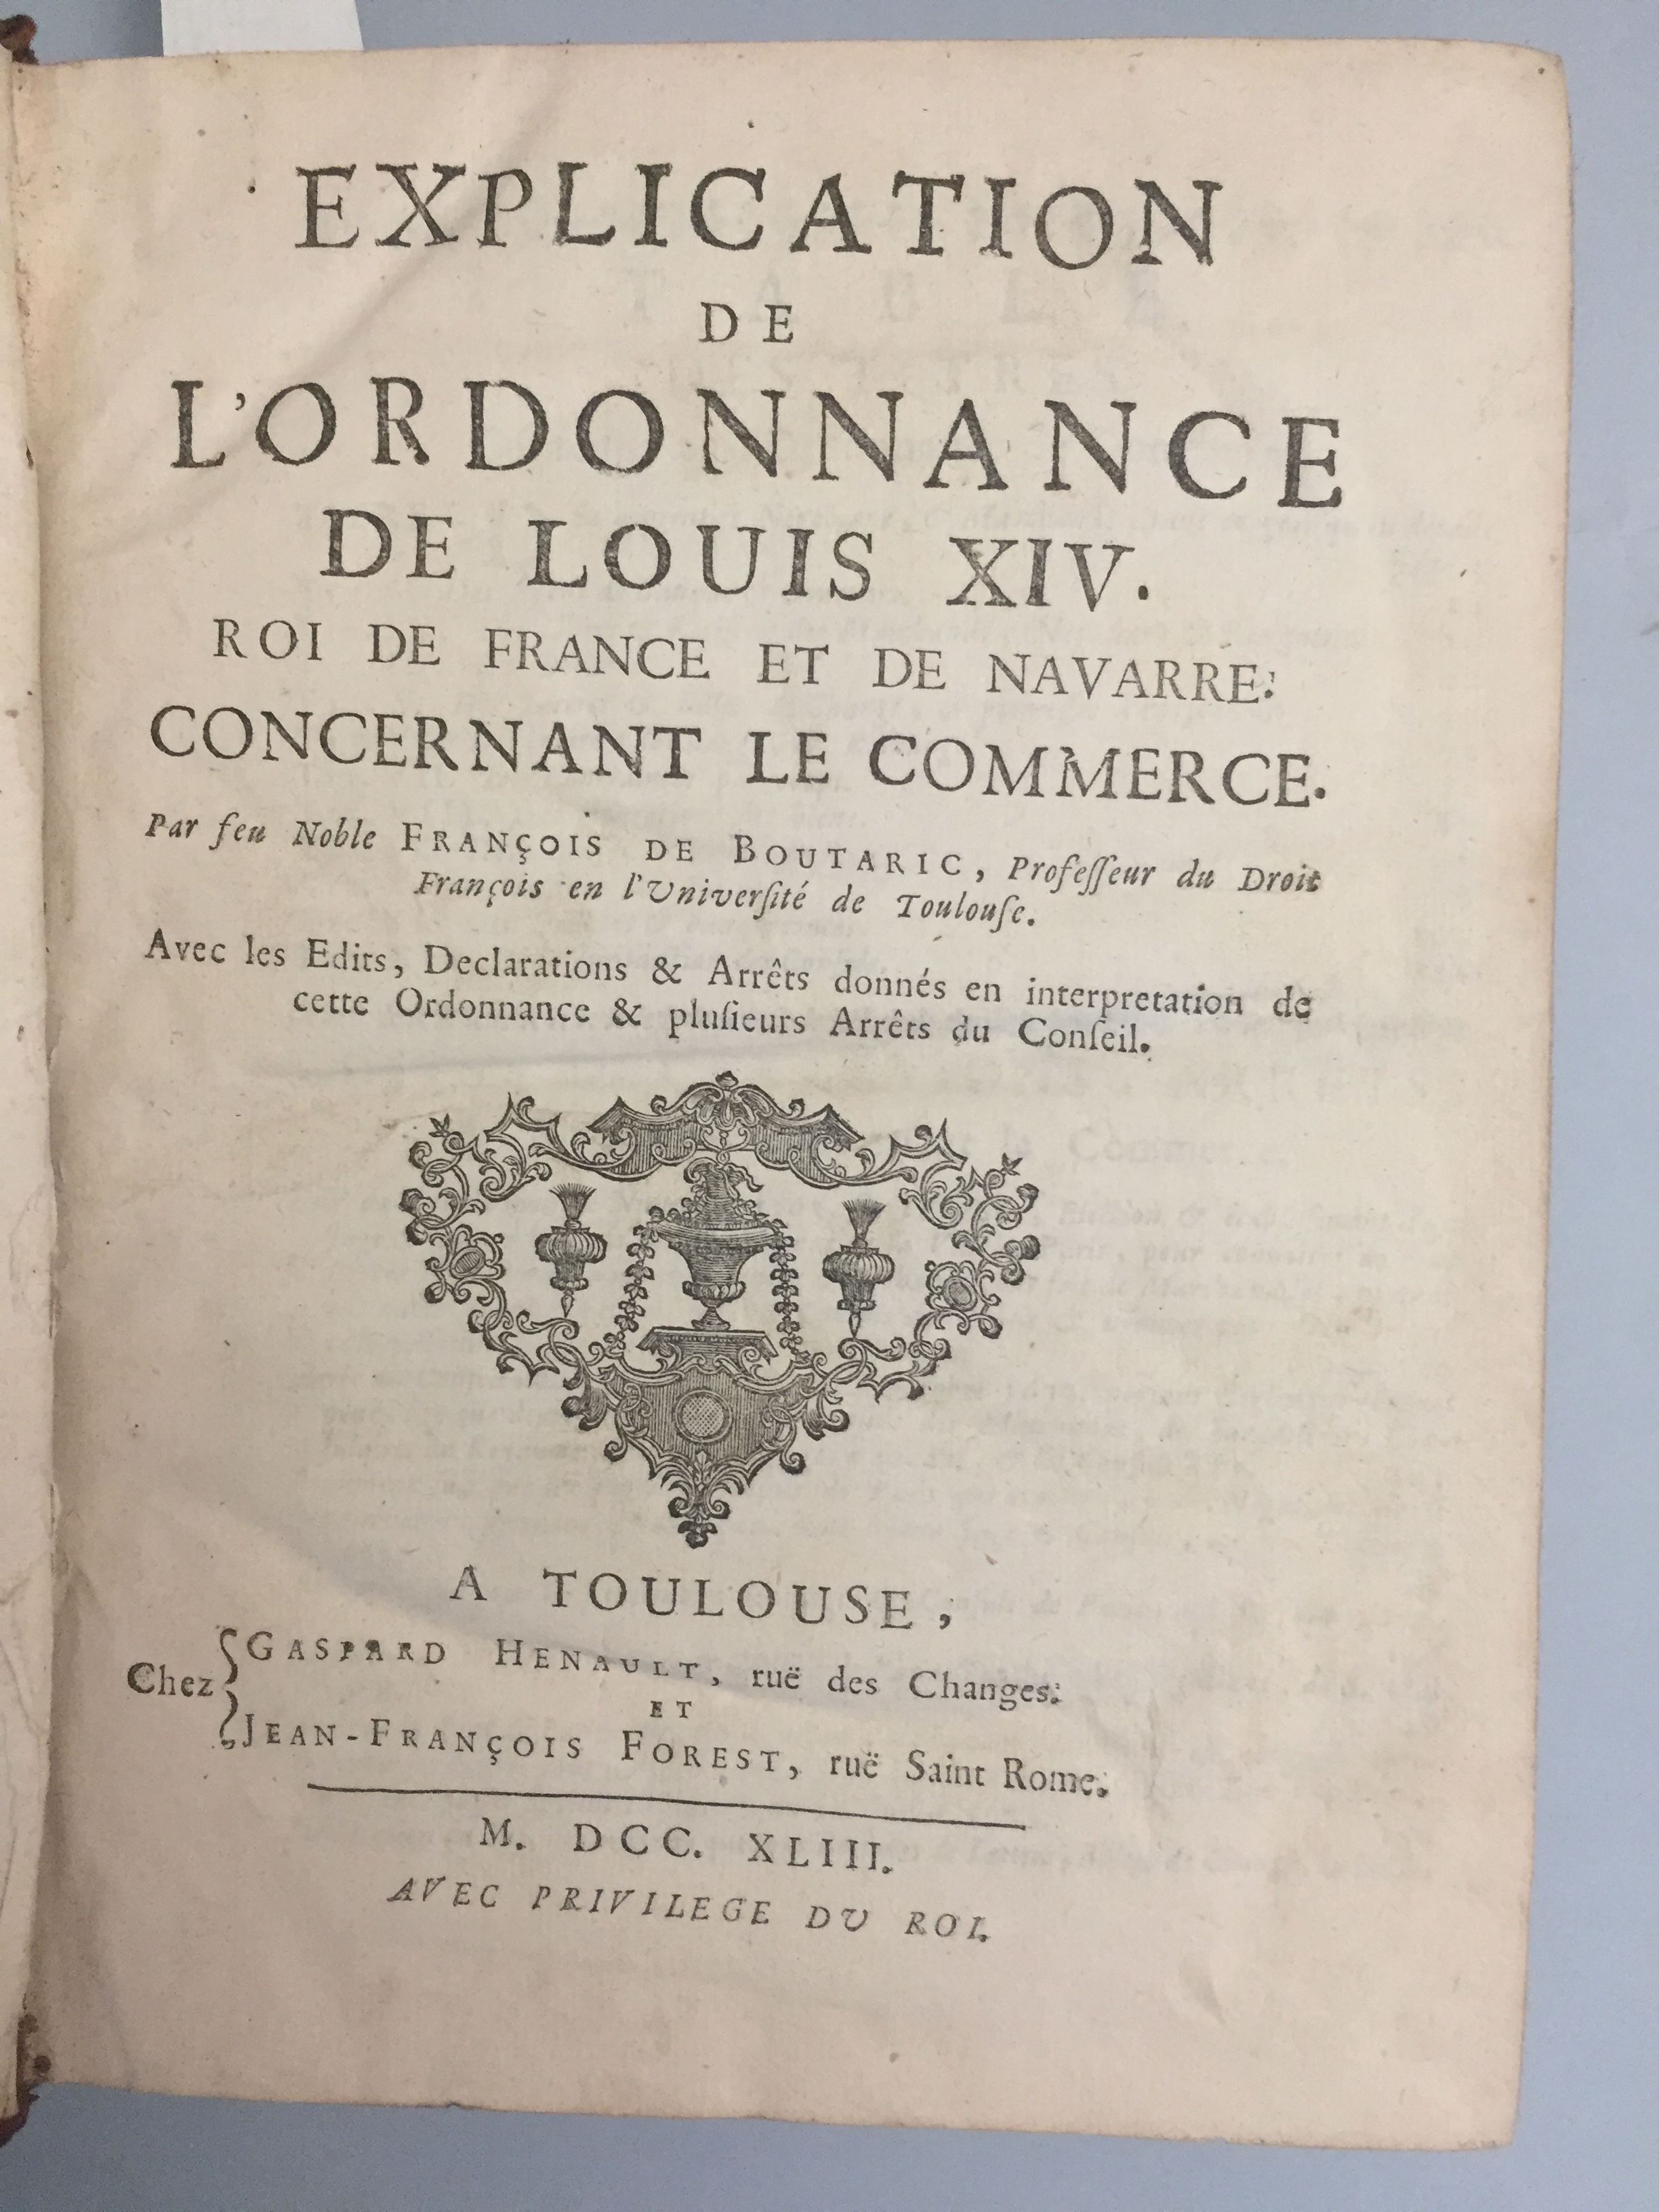 EXPLICATION
DE
L'ORDONNANCE
DE LOUIS XIV.
ROI DE FRANCE ET DE NAVARRE:
CONCERNANT LE COMMERCE.
Par feu Noble FRANÇOIS DE BOUTARIC, Profeſſeur du Droit
François en l'Univerſité de Toulouſe.
Avec les Edits, Declarations & Arrêts donnés en interpretation de
cette Ordonnance & pluſieurs Arrêts du Conſeil.
A TOULOUSE,
Chez
GASPARD HENAULT, ruë des Changes.
ET
JEAN-FRANÇOIS FOREST, ruë Saint Rome.
M. DCC. XLIII.
AVEC PRIVILEGE DU ROI.